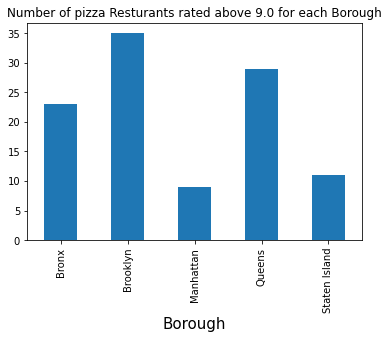 Number of pizza Resturants rated above 9.0 for each Borough
35
30
25
20
15
10
5
0
Bronx
Brooklyn
Manhattan
Queens
Staten Island
Borough